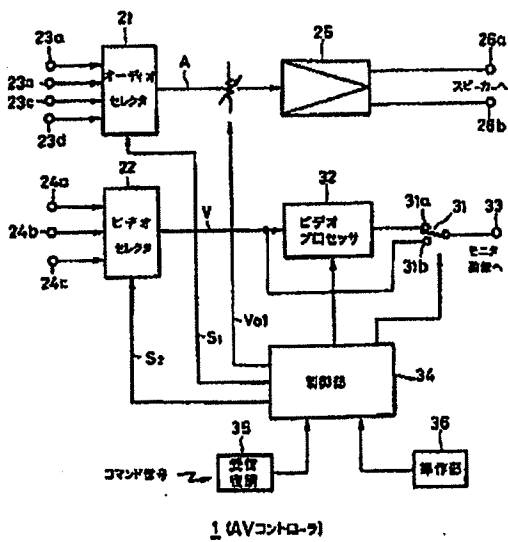 21
23a
23b
23c
23d
オーディオ
セレクタ
A
25
26a
スピーカーへ
26b
22
24a
24b
24c
ビデオ
セレクタ
V
32
ビデオ
プロセッサ
31a
31
31b
33
モニタ
Vol
S1
S2
制御部
34
35
受信
復調
コマンド信号
36
操作部
1 (AVコントローラ)